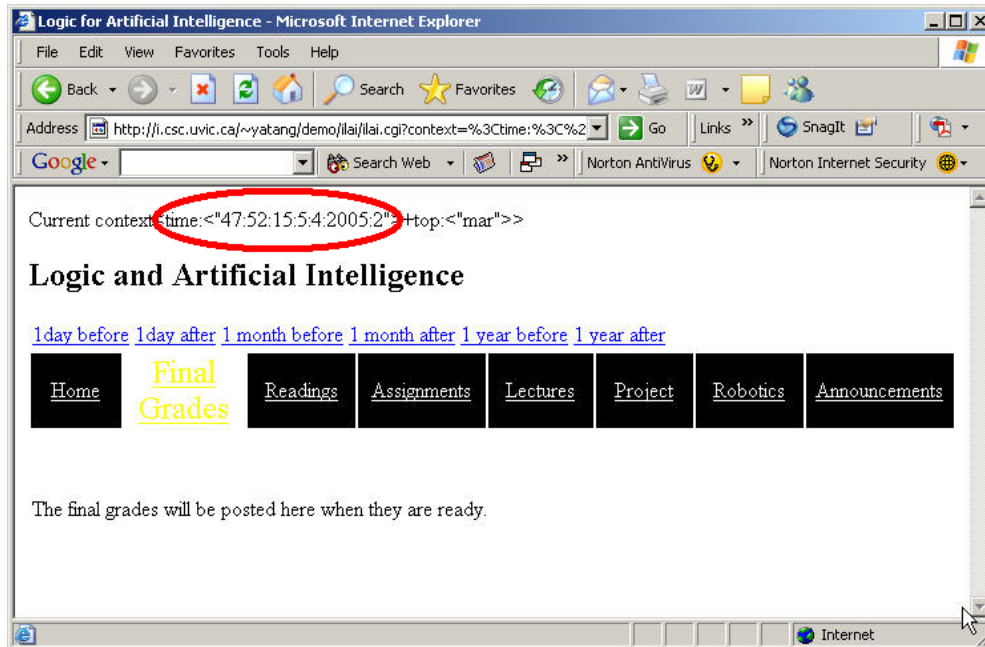 Logic for Artificial Intelligence - Microsoft Internet Explorer
File Edit View Favorites Tools Help
Back Search Favorites
Address http://i.csc.uvic.ca/~yatang/demo/ilai/ilai.cgi?context=%3Ctime:%3C%2 Go Links » SnagIt
Google Search Web » Norton AntiVirus Norton Internet Security
Current context <time:<"47:52:15:5:4:2005:2">+top:<"mar">>
Logic and Artificial Intelligence
1day before 1day after 1 month before 1 month after 1 year before 1 year after
Home Final Grades Readings Assignments Lectures Project Robotics Announcements
The final grades will be posted here when they are ready.
Internet